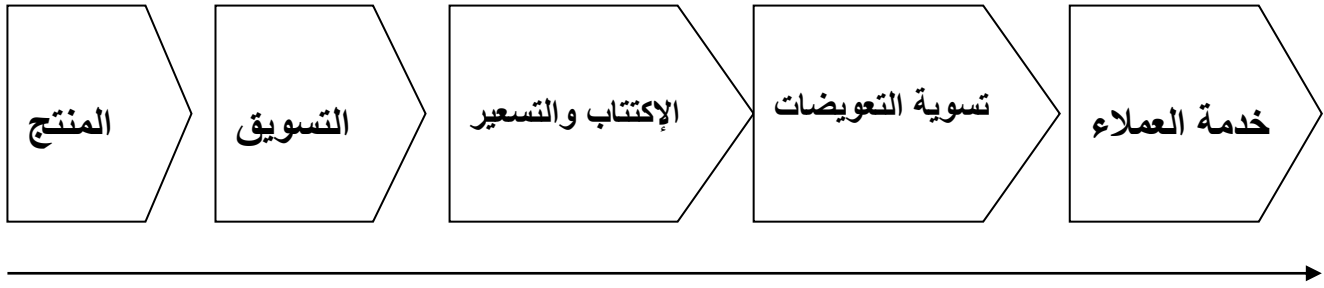 المنتج
التسويق
الإكتتاب والتسعير
تسوية التعويضات
خدمة العملاء